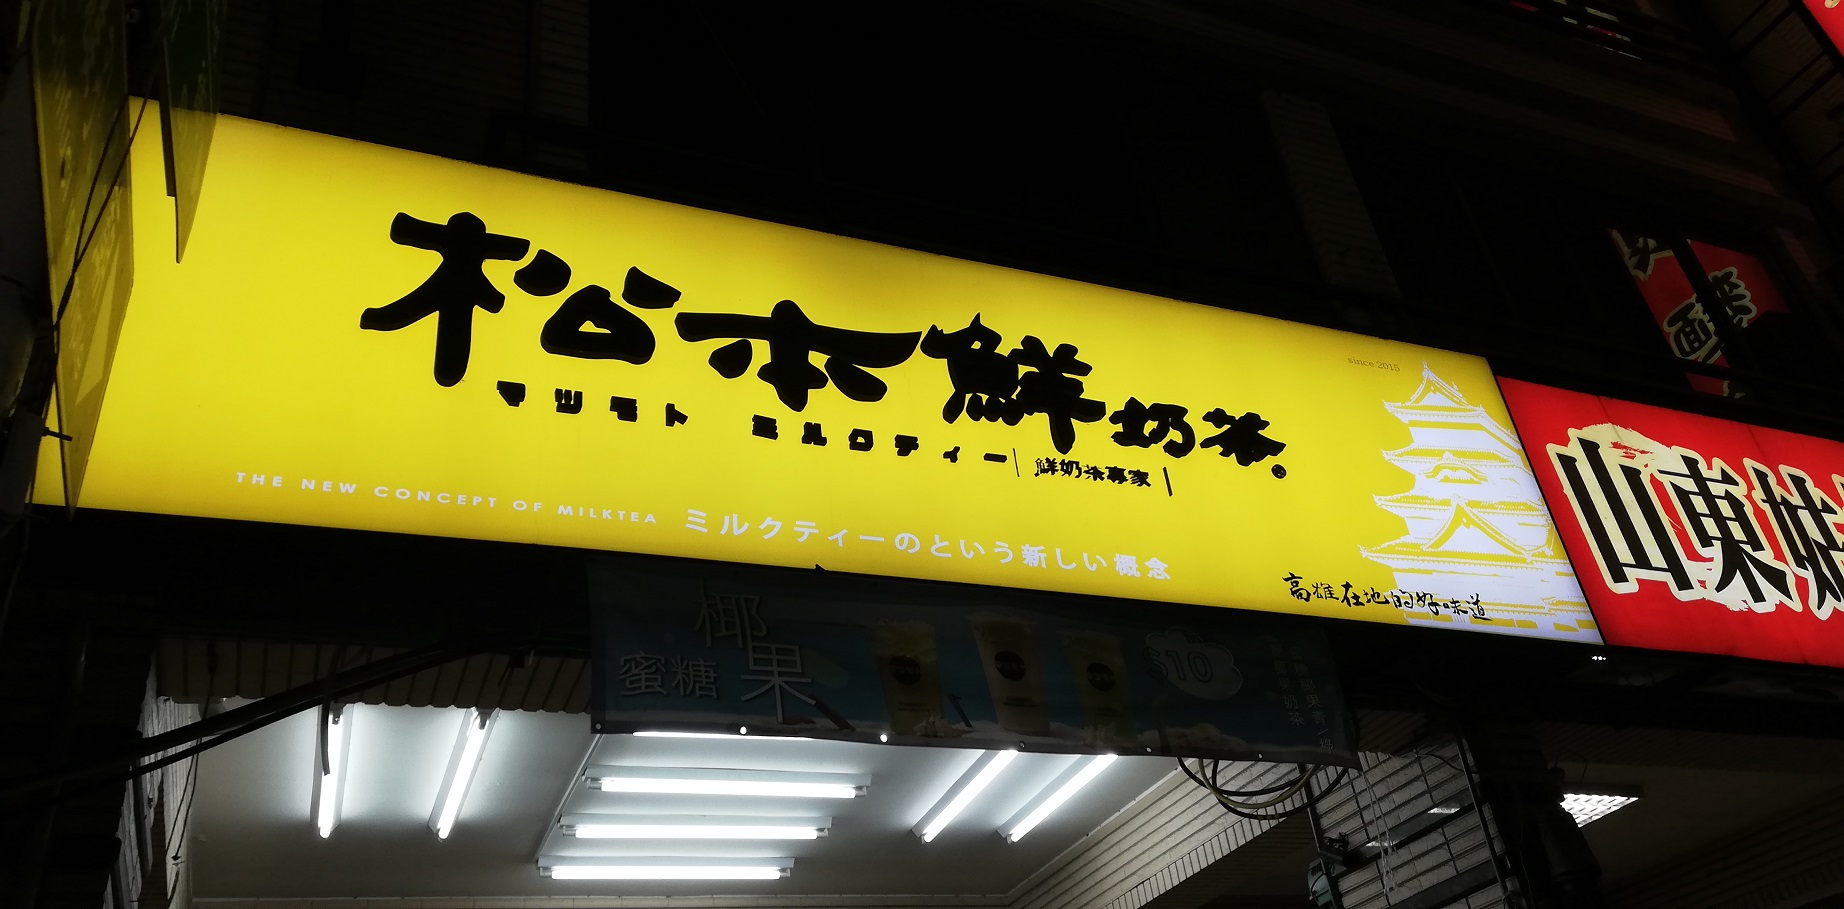 松本鮮奶茶
マツモト ミルクティー | 鮮奶茶專家 |
THE NEW CONCEPT OF MILKTEA ミルクティーのという新しい概念
since 2015
高雄在地的好味道
山東姑
椰果
蜜糖
$10